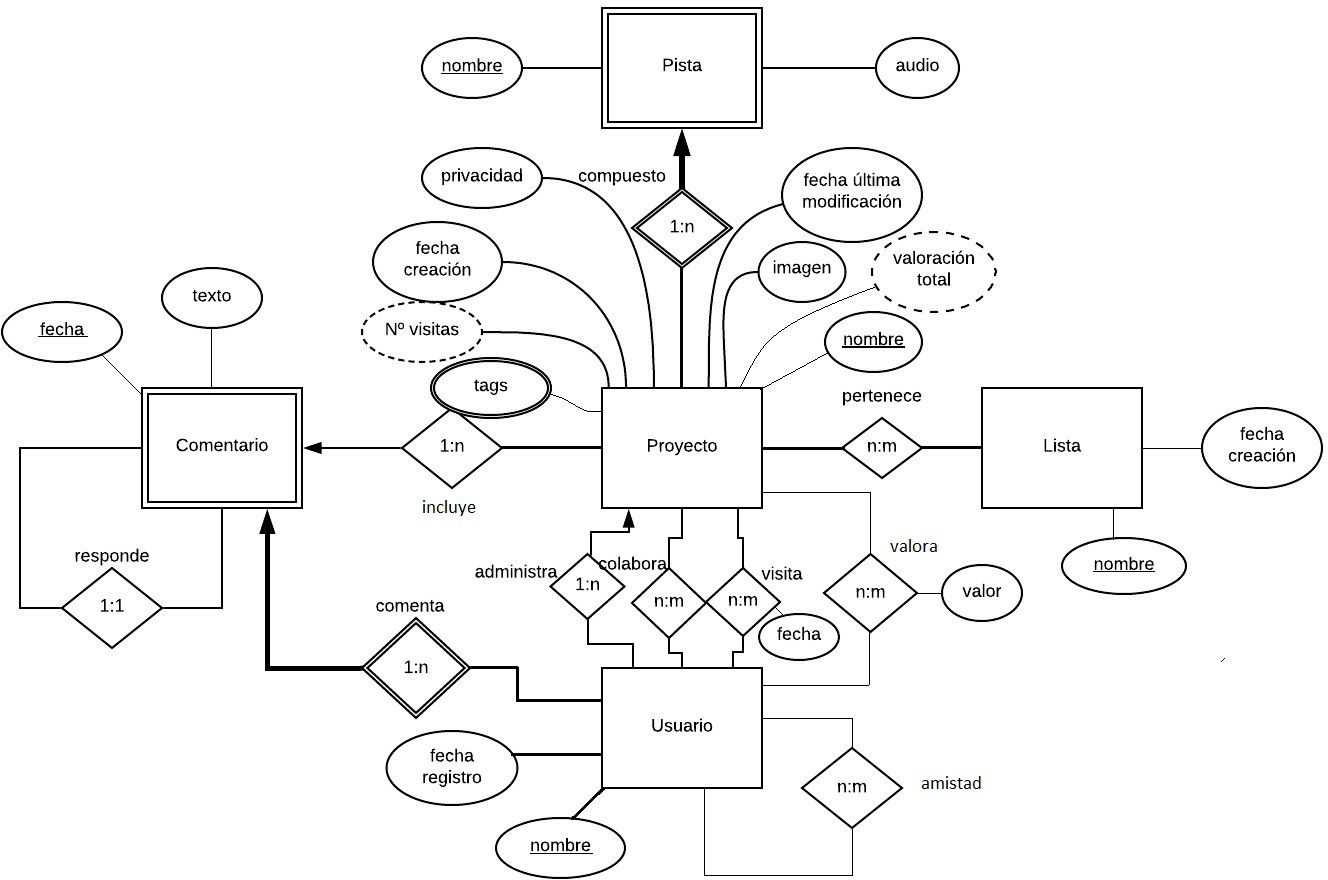 nombre
Pista
audio
privacidad
compuesto
fecha última
modificación
1:n
fecha
creación
imagen
valoración
total
texto
fecha
Nº visitas
nombre
tags
pertenece
Comentario
1:n
Proyecto
n:m
Lista
fecha
creación
incluye
responde
administra
colabora
visita
valora
nombre
1:1
comenta
1:n
n:m
n:m
n:m
valor
fecha
1:n
Usuario
fecha
registro
n:m
amistad
nombre